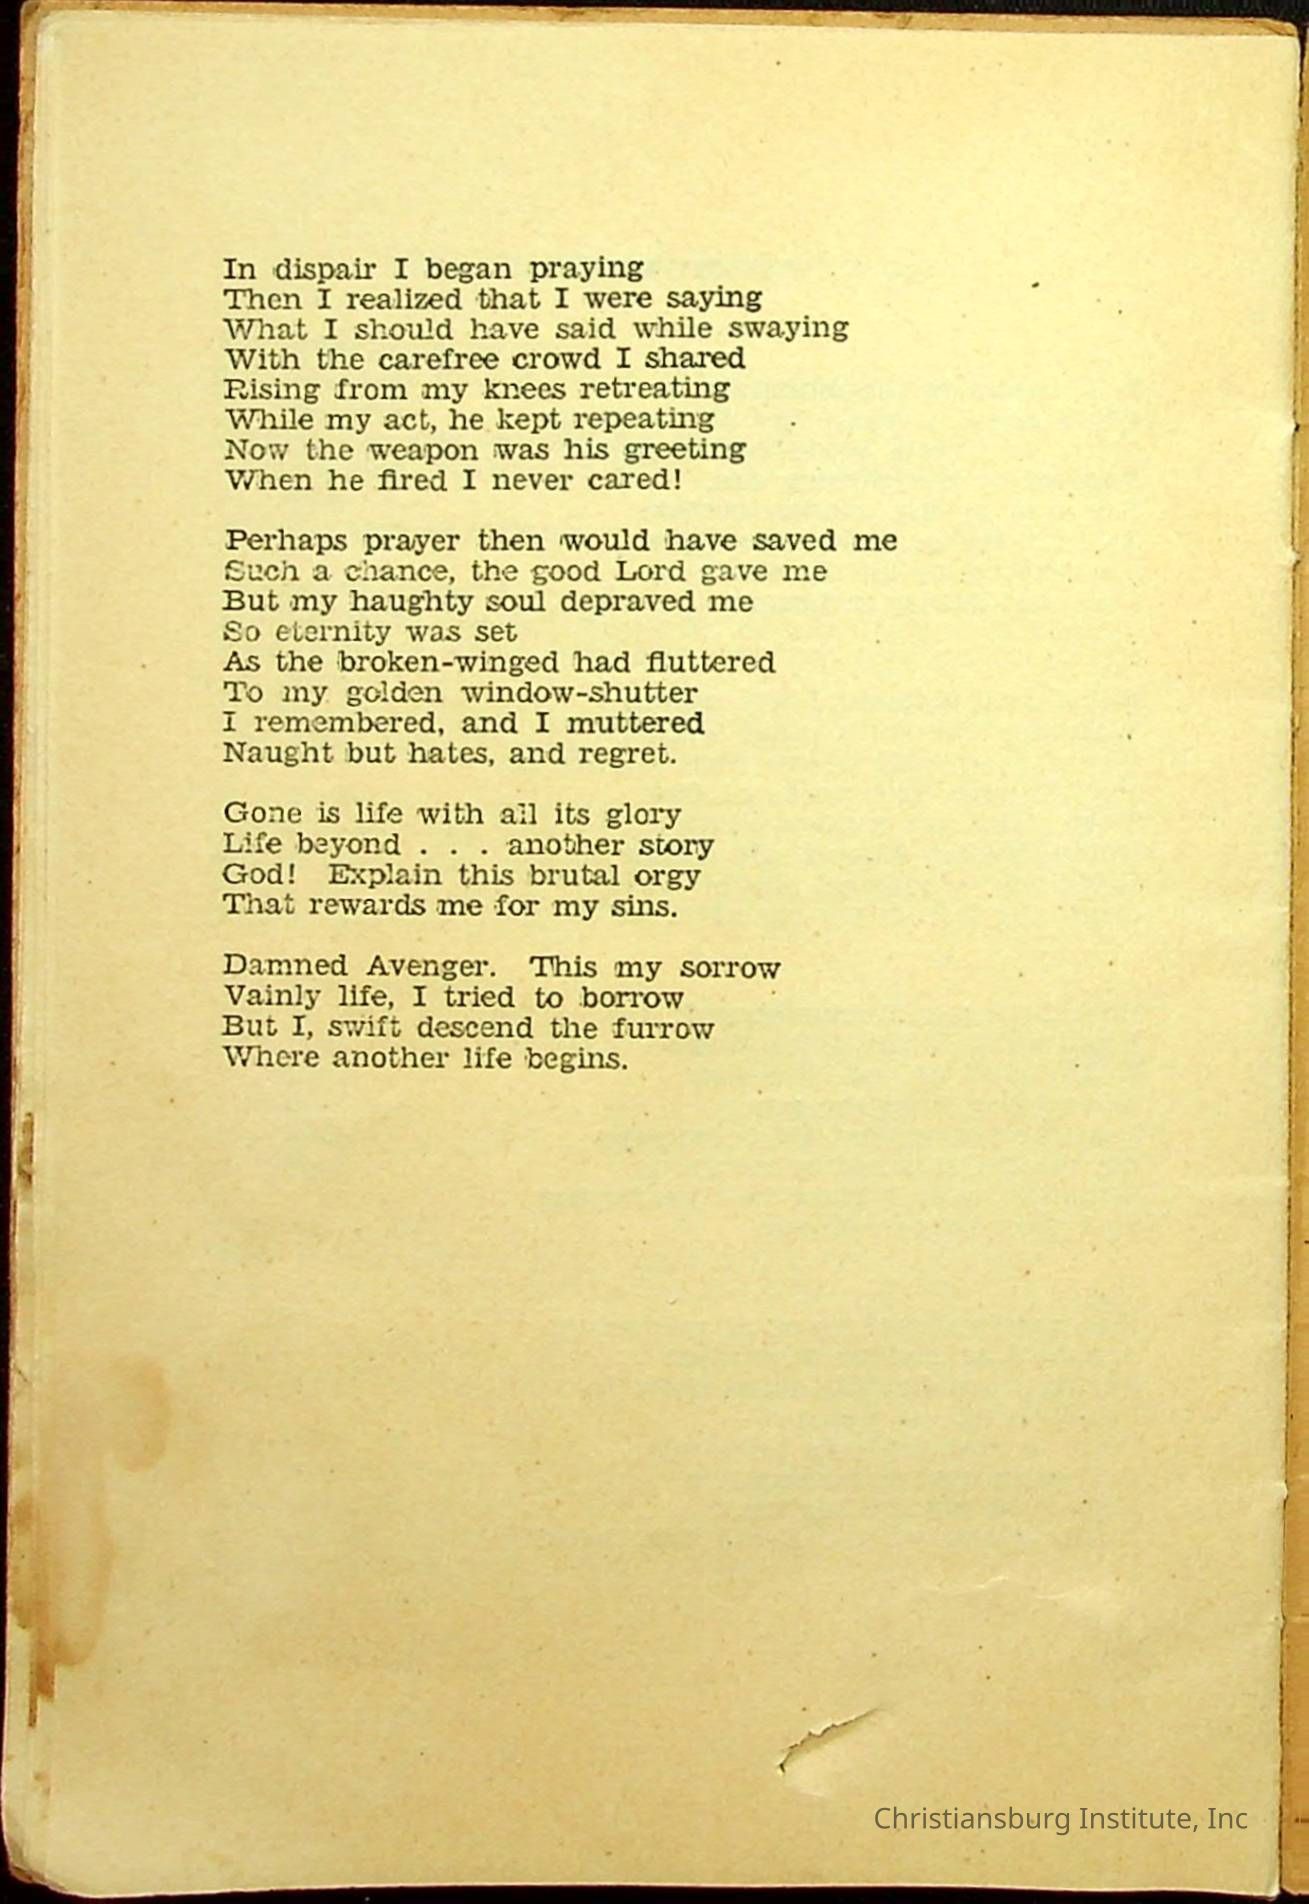 In dispair I began praying
Then I realized that I were saying
What I should have said while swaying
With the carefree crowd I shared
Rising from my knees retreating
While my act, he kept repeating
Now the weapon was his greeting
When he fired I never cared!
Perhaps prayer then would have saved me
Such a chance, the good Lord gave me
But my haughty soul depraved me
So eternity was set
As the broken-winged had fluttered
To my golden window-shutter
I remembered, and I muttered
Naught but hates, and regret.
Gone is life with all its glory
Life beyond . . . another story
God! Explain this brutal orgy
That rewards me for my sins.
Damned Avenger. This my sorrow
Vainly life, I tried to borrow
But I, swift descend the furrow
Where another life begins.
Christiansburg Institute, Inc